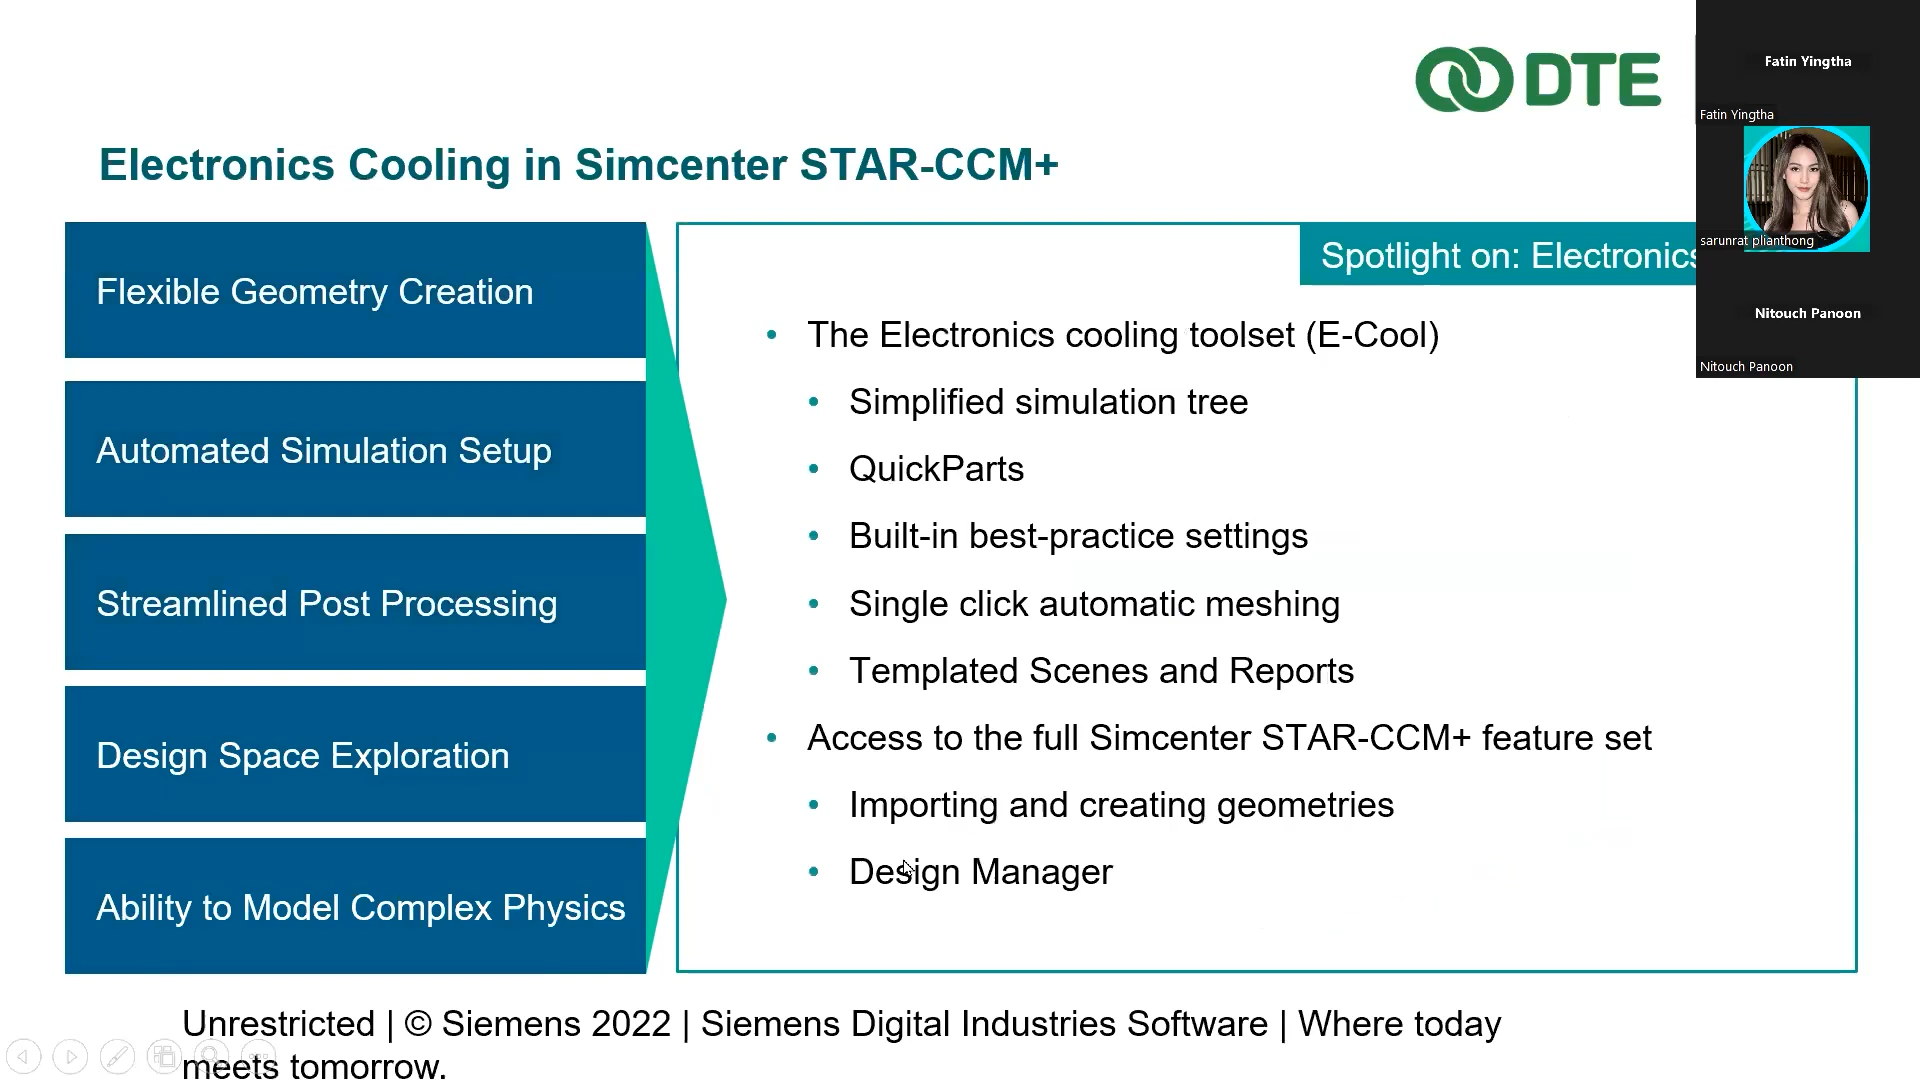 DTE
Fatin Yingtha
Fatin Yingtha
sarunrat plianthong
Nitouch Panoon
Nitouch Panoon
Electronics Cooling in Simcenter STAR-CCM+
Flexible Geometry Creation
Automated Simulation Setup
Streamlined Post Processing
Design Space Exploration
Ability to Model Complex Physics
Spotlight on: Electronics
• The Electronics cooling toolset (E-Cool)
• Simplified simulation tree
• QuickParts
• Built-in best-practice settings
• Single click automatic meshing
• Templated Scenes and Reports
• Access to the full Simcenter STAR-CCM+ feature set
• Importing and creating geometries
• Design Manager
Unrestricted | © Siemens 2022 | Siemens Digital Industries Software | Where today
meets tomorrow.